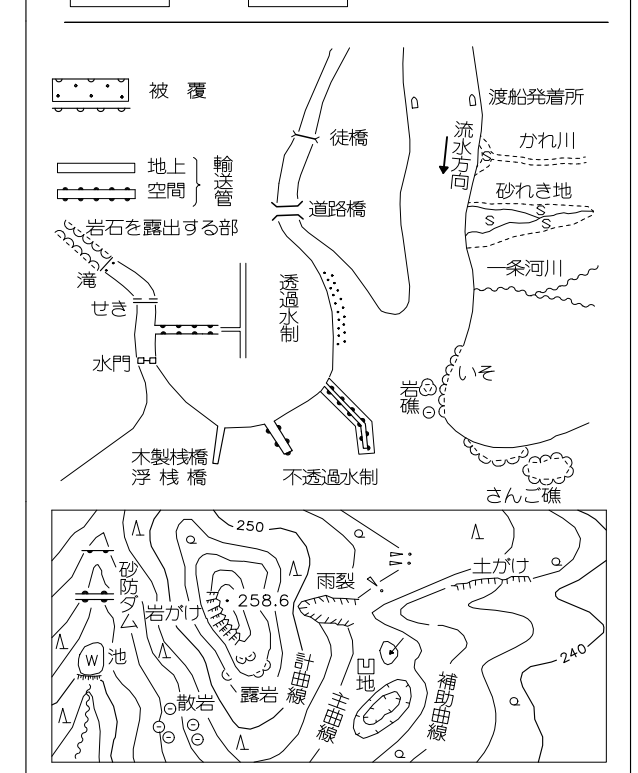 被 覆
地上
空間
輸送管
岩石を露出する部
滝
せき
水門
徒橋
道路橋
透過水制
木製桟橋
浮桟橋
不透過水制
渡船発着所
流水方向
かれ川
砂れき地
S
S
S
一条河川
いそ
岩礁
さんご礁
250
258.6
240
砂防ダム
岩がけ
雨裂
土がけ
W
池
散岩
露岩
計曲線
主曲線
凹地
補助曲線